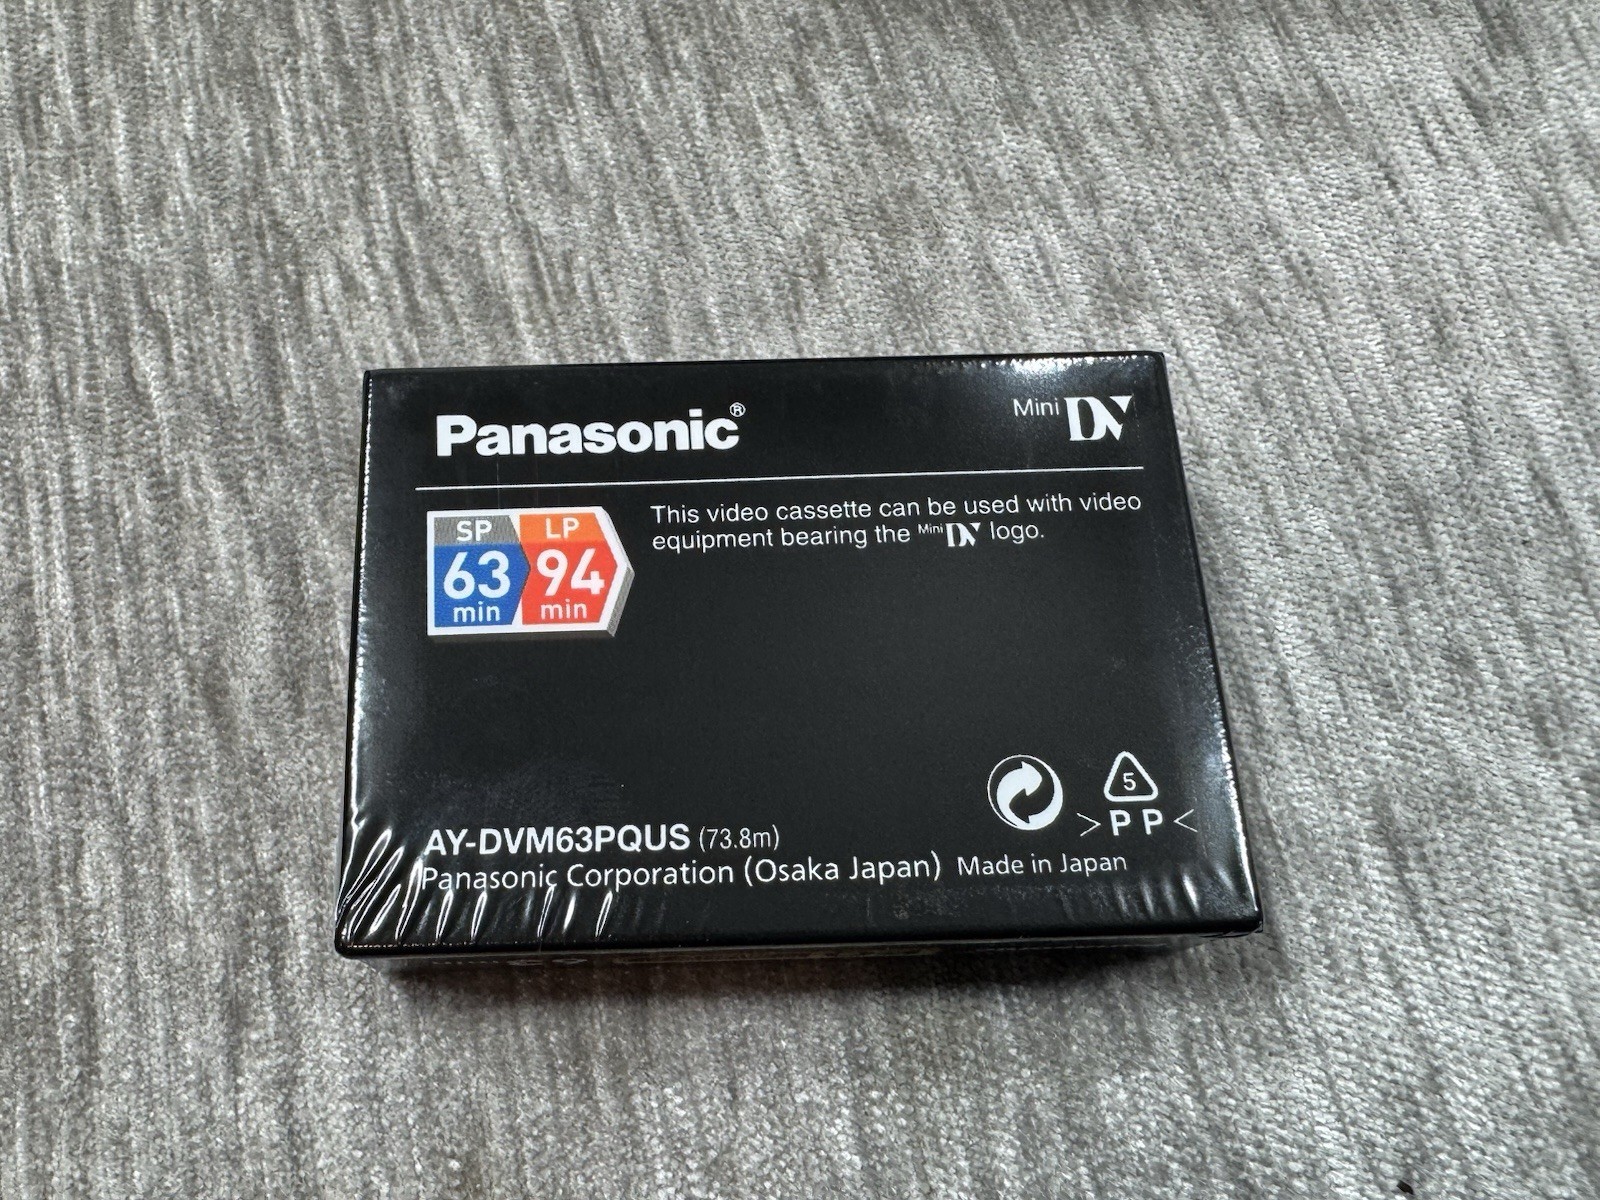 Panasonic®
Mini DV
SP
63
min
LP
94
min
This video cassette can be used with video
equipment bearing the Mini DV logo.
5
>PP<
AY-DVM63PQUS (73.8m)
Panasonic Corporation (Osaka Japan) Made in Japan